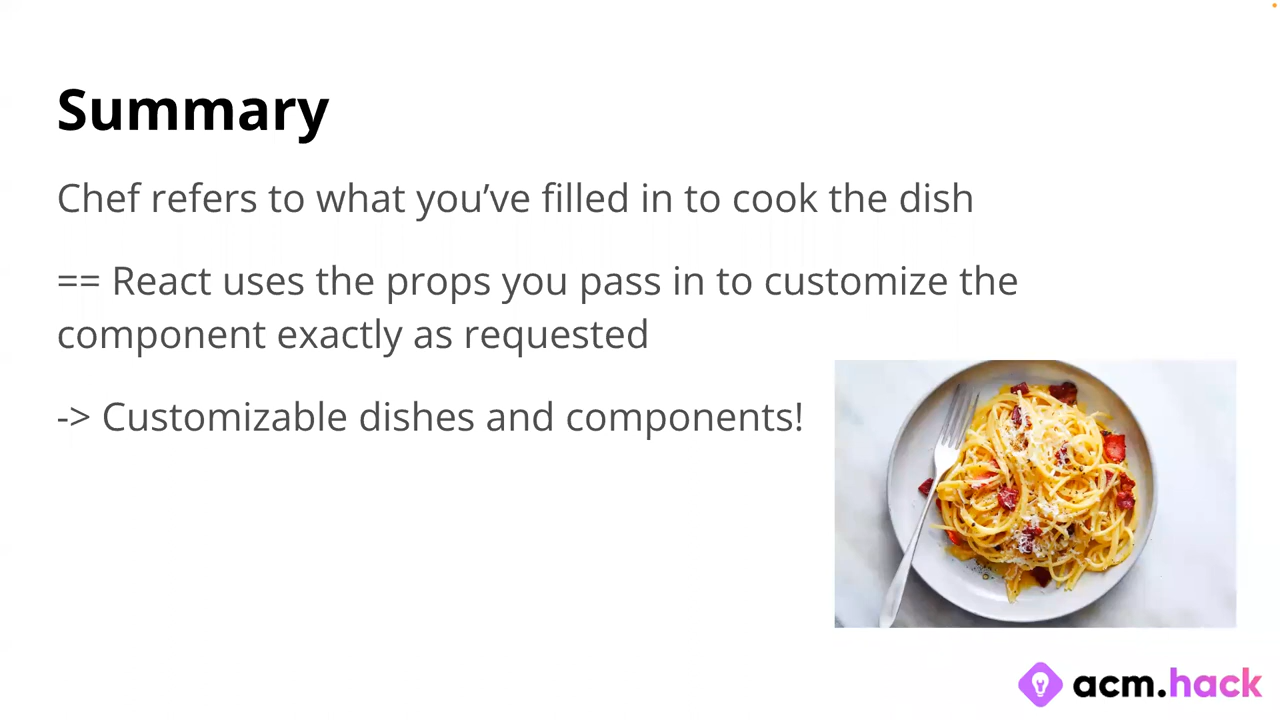 Summary
Chef refers to what you’ve filled in to cook the dish
== React uses the props you pass in to customize the
component exactly as requested
-> Customizable dishes and components!
acm.hack